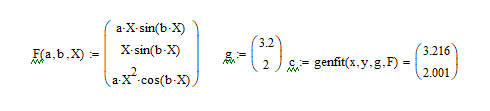 F(a,b,X) := ( a·X·sin(b·X)
X·sin(b·X)
a·X²·cos(b·X) )
g := ( 3.2
2 )
c := genfit(x,y,g,F) = ( 3.216
2.001 )